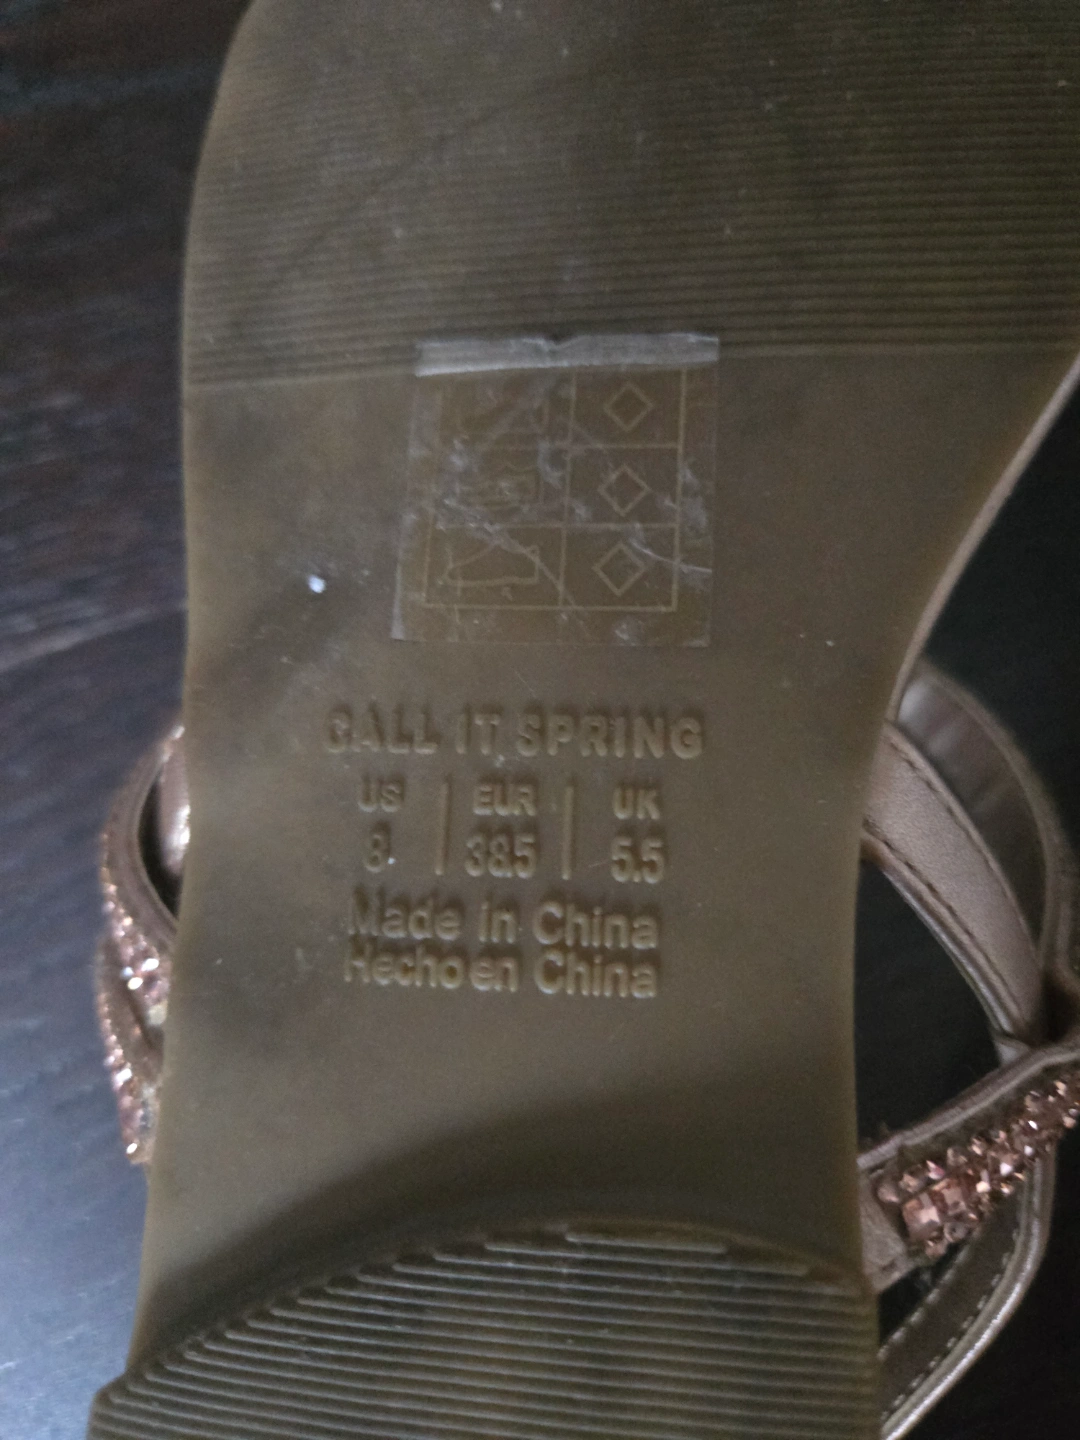 CALL IT SPRING
US | EUR | UK
8 | 38.5 | 5.5
Made in China
Hecho en China